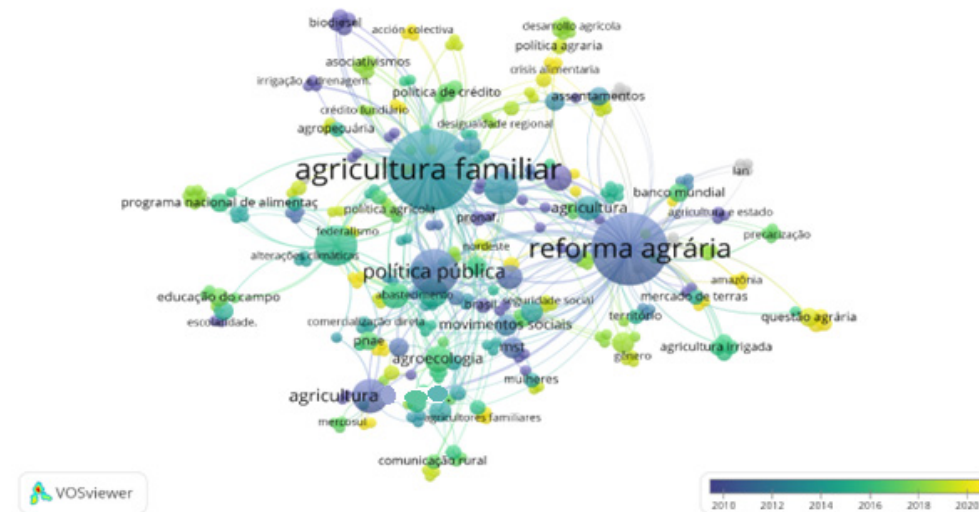 biodiesel
acción colectiva
desarrollo agrícola
política agraria
asociativismos
crisis alimentaria
irrigação e drenagem.
política de crédito
assentamentos
crédito fundiário
agropecuária
desigualdade regional
agricultura familiar
lan
banco mundial
programa nacional de alimentaç
política agrícola
agricultura
pronaf.
agricultura e estado
federalismo
precarização
nordeste
reforma agrária
alterações climáticas
política pública
amazônia
educação do campo
abastecimento
brasil
seguridade social
mercado de terras
escolaridade.
comercialização direta
movimentos sociais
território
questão agrária
pnae
mst
agroecologia
gênero
agricultura irrigada
mulheres
agricultura
mercosul
agricultores familiares
comunicação rural
VOSviewer
2010 2012 2014 2016 2018 2020